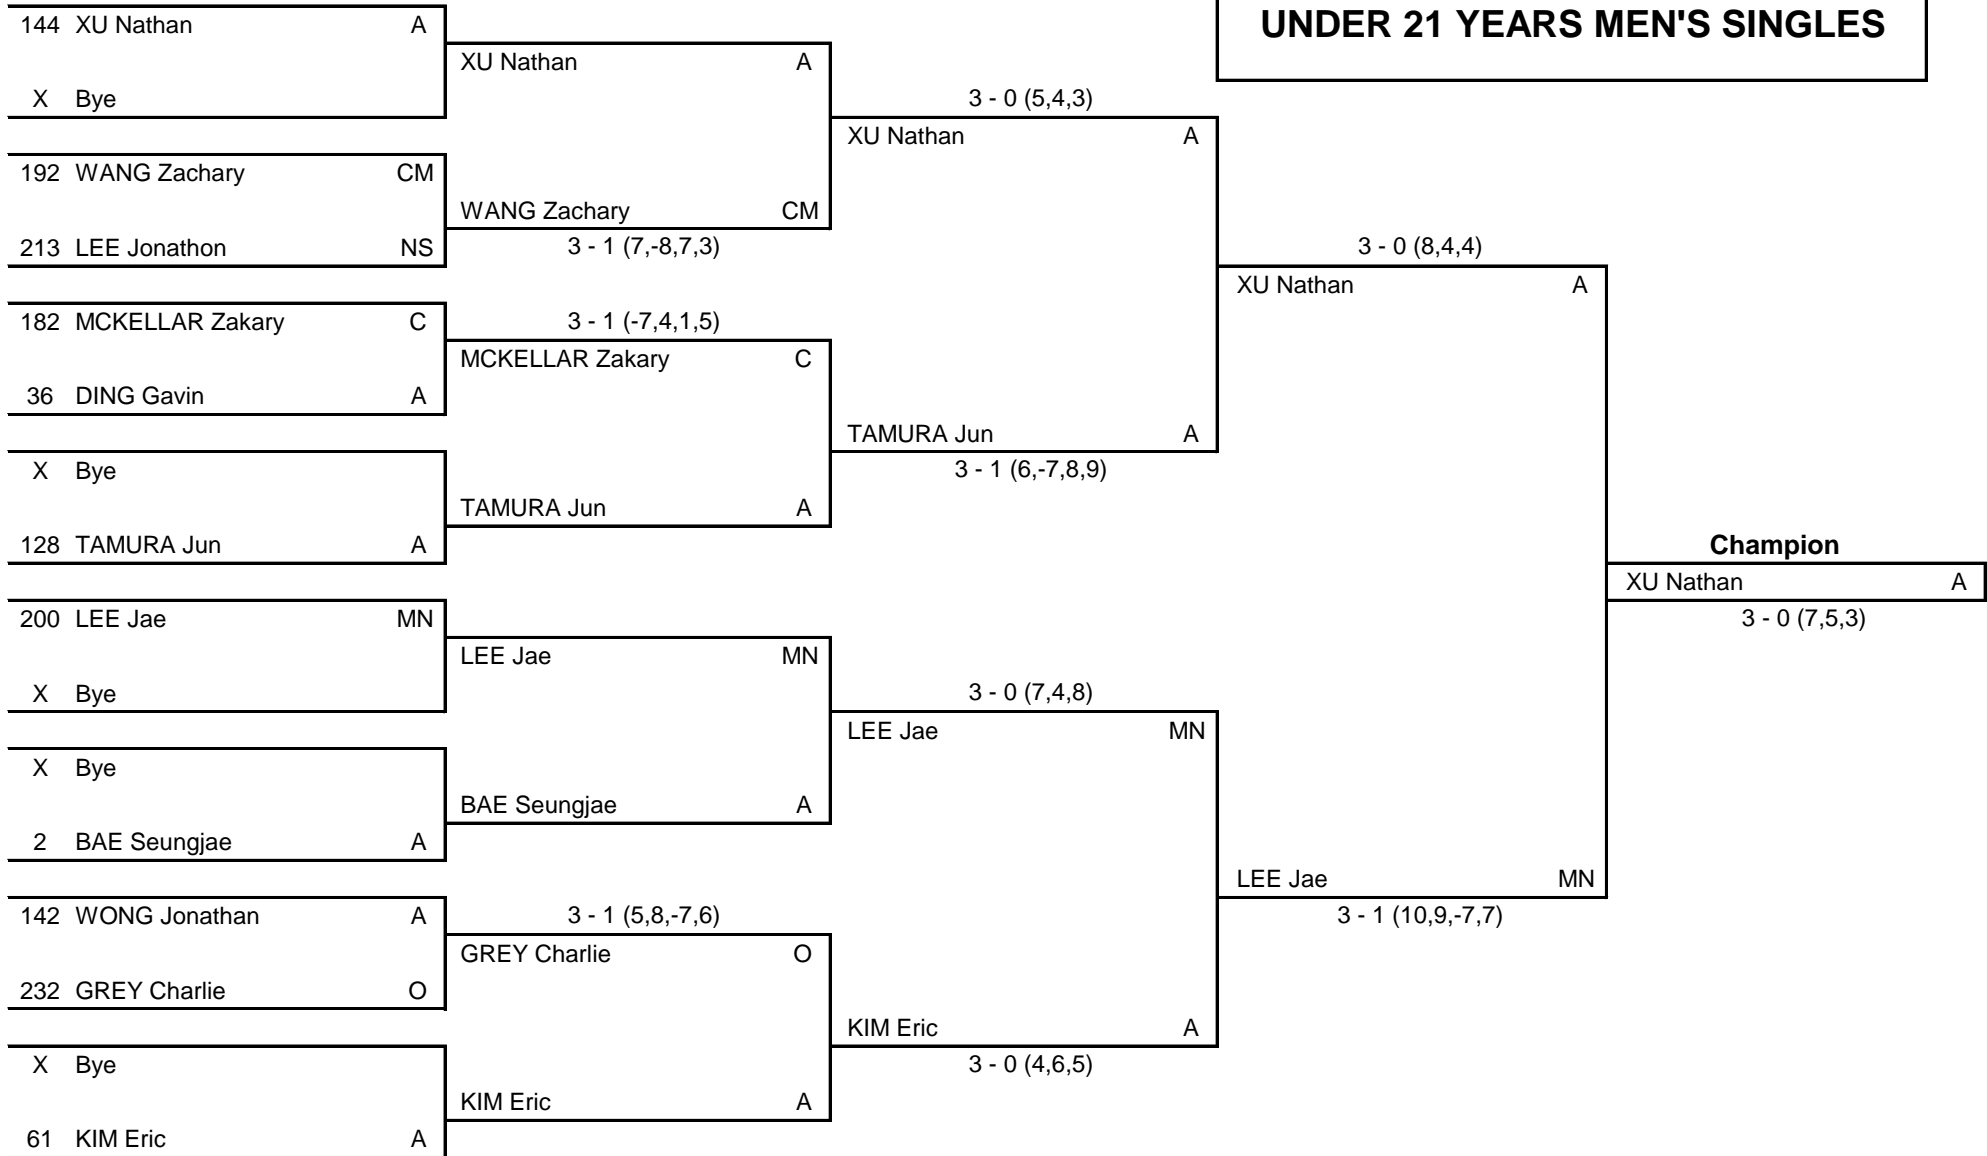 UNDER 21 YEARS MEN'S SINGLES
144 XU Nathan A
XU Nathan A
X Bye
3 - 0 (5,4,3)
XU Nathan A
192 WANG Zachary CM
WANG Zachary CM
213 LEE Jonathon NS
3 - 1 (7,-8,7,3)
3 - 0 (8,4,4)
XU Nathan A
182 MCKELLAR Zakary C
3 - 1 (-7,4,1,5)
MCKELLAR Zakary C
36 DING Gavin A
TAMURA Jun A
X Bye
3 - 1 (6,-7,8,9)
TAMURA Jun A
128 TAMURA Jun A
Champion
XU Nathan A
200 LEE Jae MN
3 - 0 (7,5,3)
LEE Jae MN
X Bye
3 - 0 (7,4,8)
LEE Jae MN
X Bye
BAE Seungjae A
2 BAE Seungjae A
LEE Jae MN
142 WONG Jonathan A
3 - 1 (5,8,-7,6)
3 - 1 (10,9,-7,7)
GREY Charlie O
232 GREY Charlie O
KIM Eric A
X Bye
3 - 0 (4,6,5)
KIM Eric A
61 KIM Eric A